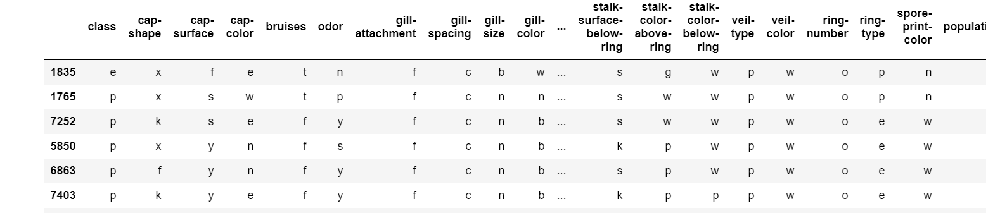 class cap-shape cap-surface cap-color bruises odor gill-attachment gill-spacing gill-size gill-color ... stalk-surface-below-ring stalk-color-above-ring stalk-color-below-ring veil-type veil-color ring-number ring-type spore-print-color populati
1835 e x f e t n f c b w ... s g w p w o p n
1765 p x s w t p f c n n ... s w w p w o p n
7252 p k s e f y f c n b ... s w w p w o e w
5850 p x y n f s f c n b ... k p w p w o e w
6863 p f y n f y f c n b ... s p w p w o e w
7403 p k y e f y f c n b ... k p p p w o e w